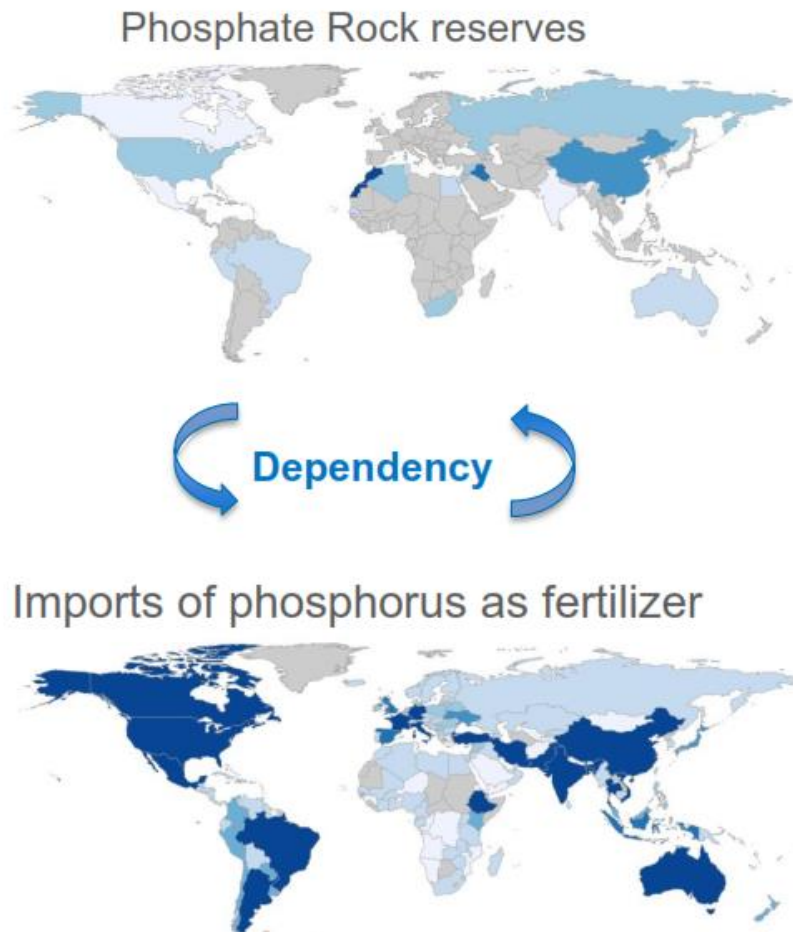 Phosphate Rock reserves
Dependency
Imports of phosphorus as fertilizer